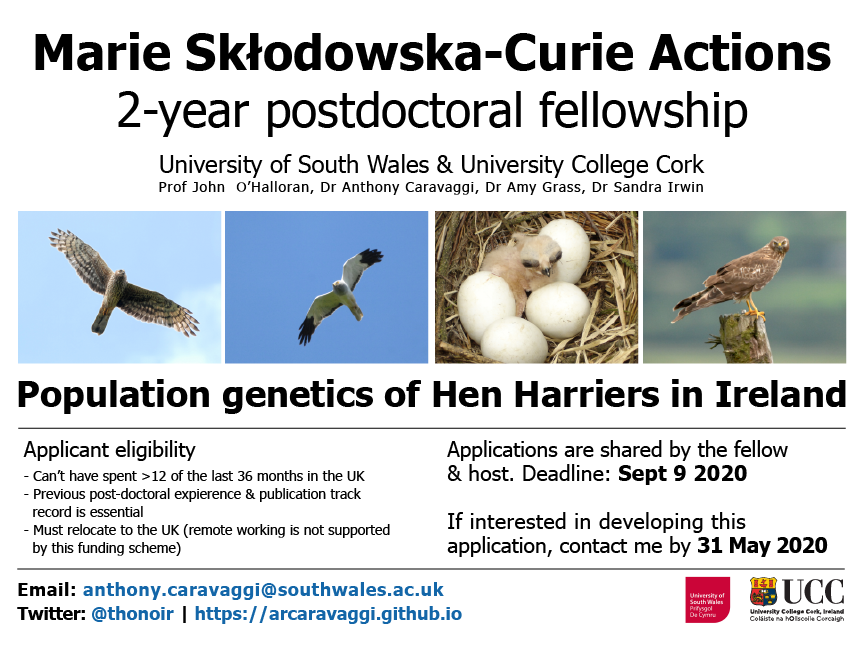 Marie Skłodowska-Curie Actions
2-year postdoctoral fellowship
University of South Wales & University College Cork
Prof John O'Halloran, Dr Anthony Caravaggi, Dr Amy Grass, Dr Sandra Irwin
Population genetics of Hen Harriers in Ireland
Applicant eligibility
- Can't have spent >12 of the last 36 months in the UK
- Previous post-doctoral expierence & publication track
record is essential
- Must relocate to the UK (remote working is not supported
by this funding scheme)
Applications are shared by the fellow
& host. Deadline: Sept 9 2020
If interested in developing this
application, contact me by 31 May 2020
Email: anthony.caravaggi@southwales.ac.uk
Twitter: @thonoir | https://arcaravaggi.github.io
University of
South Wales
Prifysgol
De Cymru
UCC
University College Cork, Ireland
Coláiste na hOllscoile Corcaigh